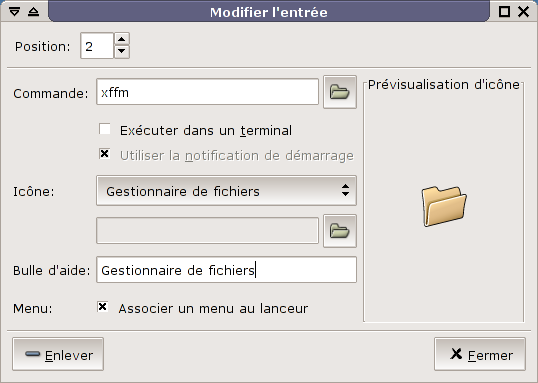 Modifier l'entrée
Position: 2
Commande: xffm
Prévisualisation d'icône
Exécuter dans un terminal
Utiliser la notification de démarrage
Icône: Gestionnaire de fichiers
Bulle d'aide: Gestionnaire de fichiers
Menu: Associer un menu au lanceur
Enlever Fermer